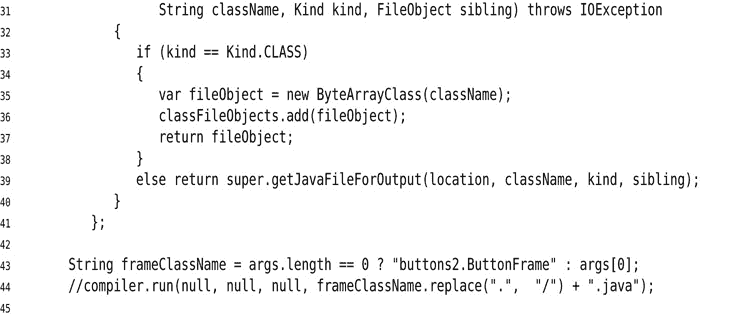 31 String className, Kind kind, FileObject sibling) throws IOException
32 {
33 if (kind == Kind.CLASS)
34 {
35 var fileObject = new ByteArrayClass(className);
36 classFileObjects.add(fileObject);
37 return fileObject;
38 }
39 else return super.getJavaFileForOutput(location, className, kind, sibling);
40 }
41 };
42
43 String frameClassName = args.length == 0 ? "buttons2.ButtonFrame" : args[0];
44 //compiler.run(null, null, null, frameClassName.replace(".",  "/") + ".java");
45